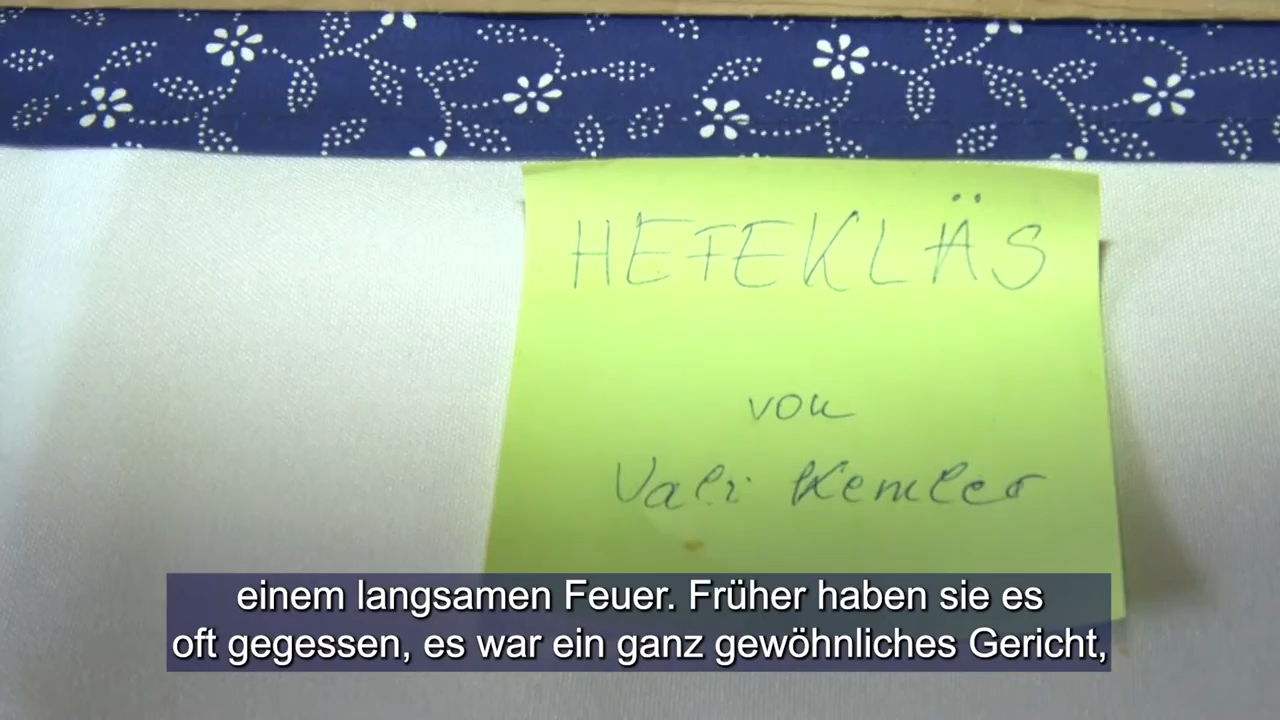 HEFEKLÄS
von
Vali Kemler
einem langsamen Feuer. Früher haben sie es
oft gegessen, es war ein ganz gewöhnliches Gericht,